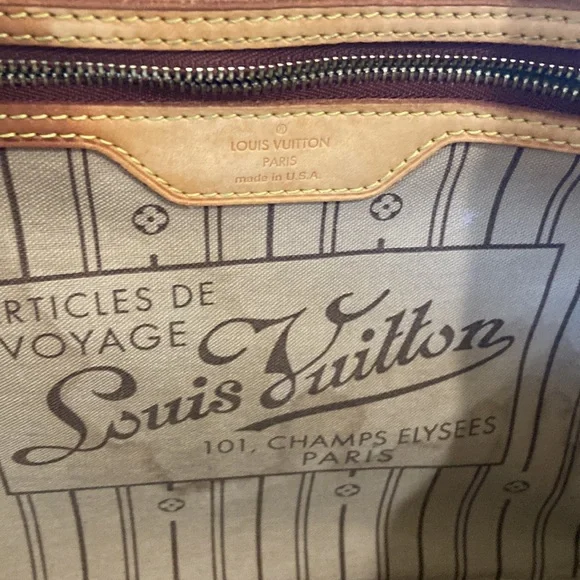 ®
LOUIS VUITTON
PARIS
made in U.S.A.
RTICLES DE
VOYAGE
Louis Vuitton
101, CHAMPS ELYSEES
PARIS